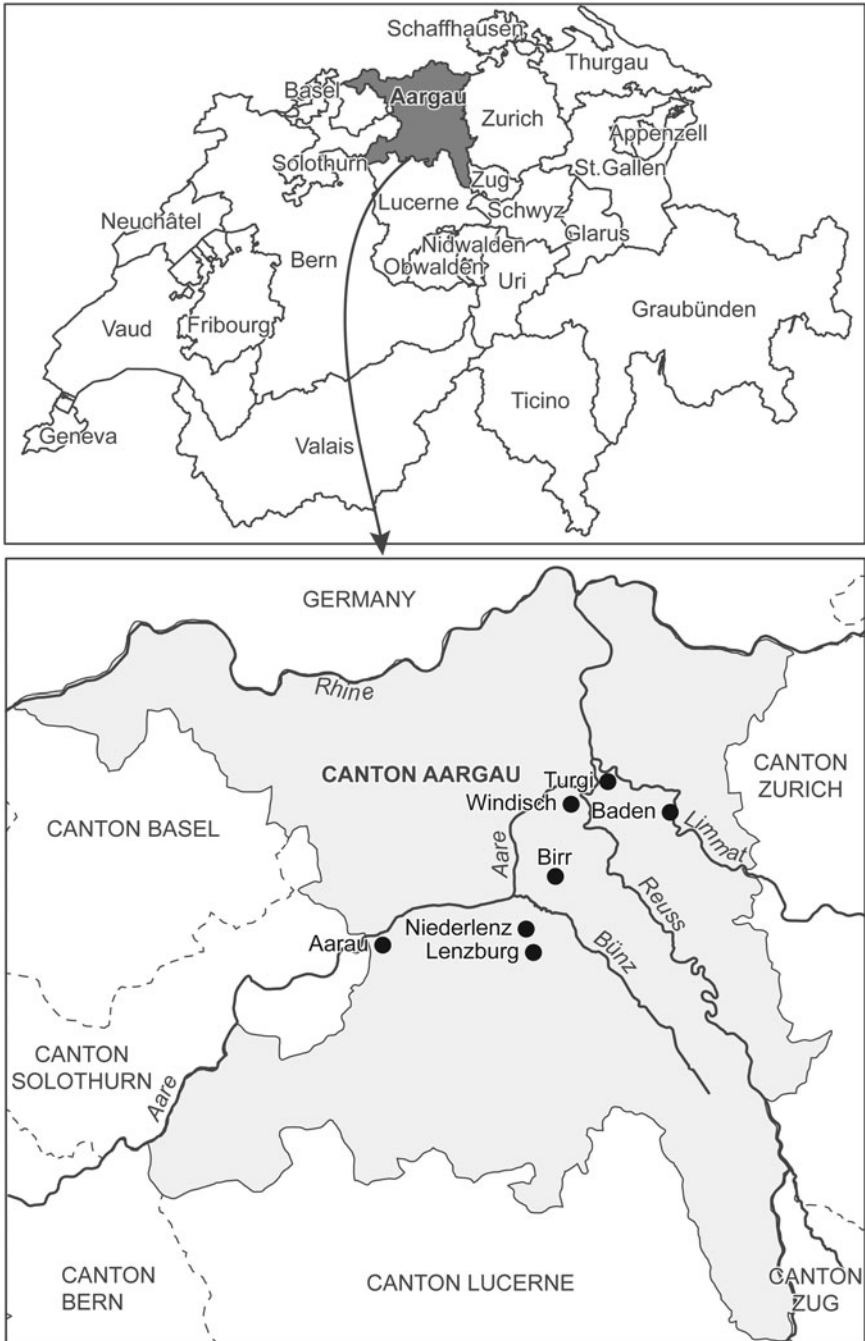 Schaffhausen
Thurgau
Basel
Aargau
Zurich
Appenzell
Solothurn
St.Gallen
Zug
Lucerne
Schwyz
Neuchâtel
Nidwalden
Glarus
Bern
Obwalden
Uri
Graubünden
Vaud
Fribourg
Ticino
Geneva
Valais
GERMANY
Rhine
CANTON AARGAU
Turgi
CANTON
ZURICH
Windisch
Baden
CANTON BASEL
Limmat
Aare
Birr
Reuss
Niederlenz
Aarau
Lenzburg
Bünz
CANTON
SOLOTHURN
Aare
CANTON
BERN
CANTON LUCERNE
CANTON
ZUG